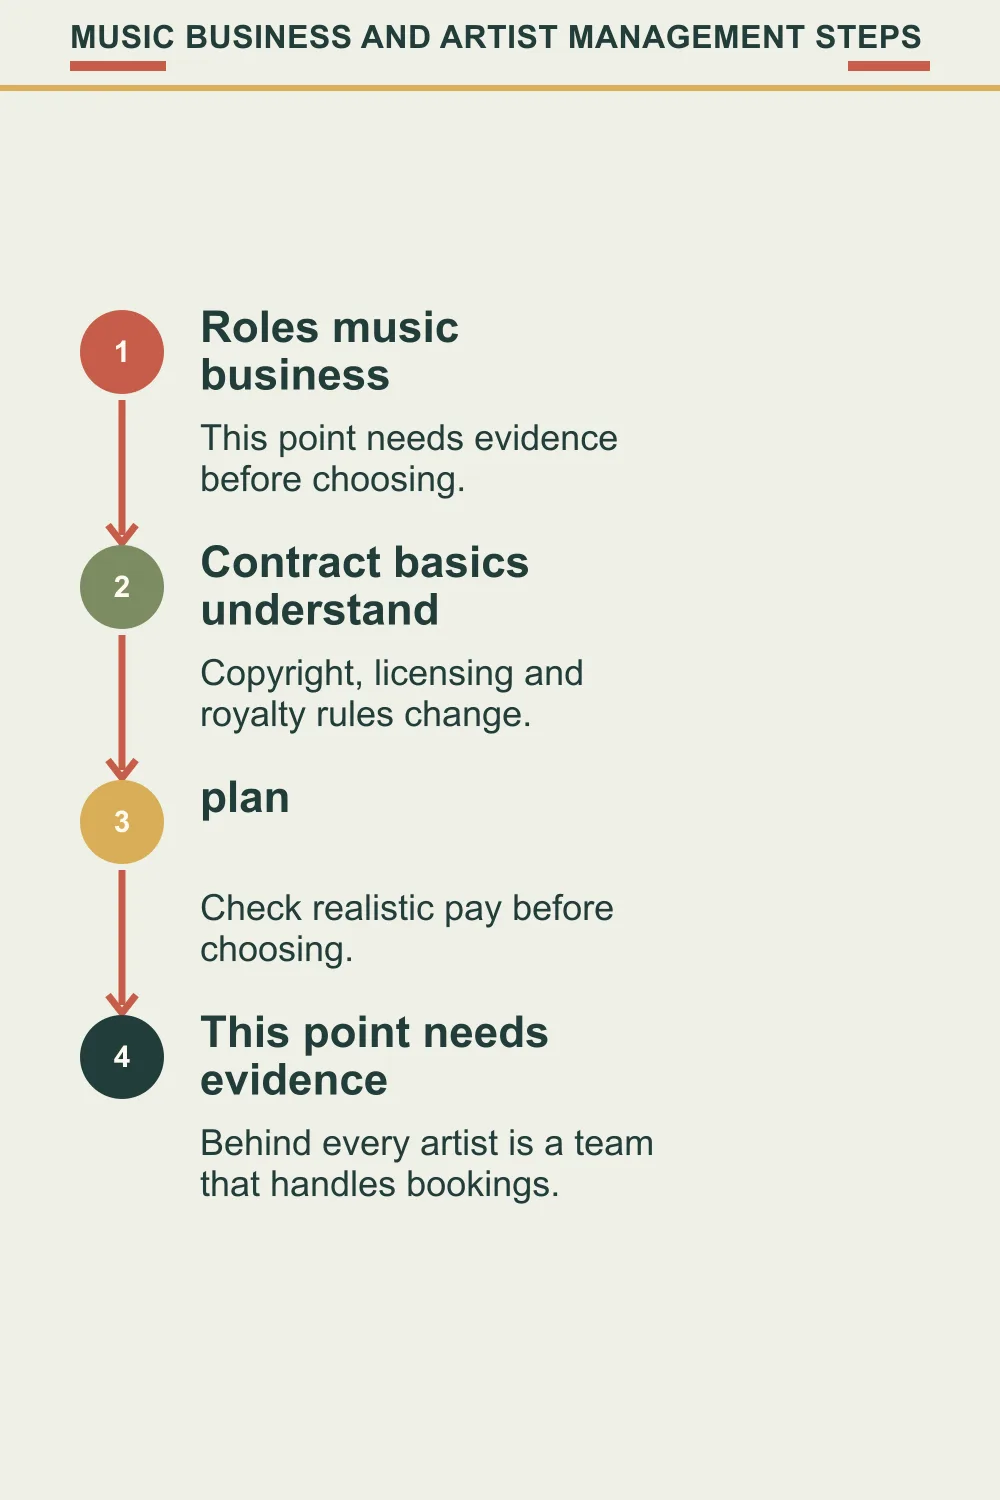 MUSIC BUSINESS AND ARTIST MANAGEMENT STEPS
1
Roles music
business
This point needs evidence
before choosing.
2
Contract basics
understand
Copyright, licensing and
royalty rules change.
3
plan
Check realistic pay before
choosing.
4
This point needs
evidence
Behind every artist is a team
that handles bookings.